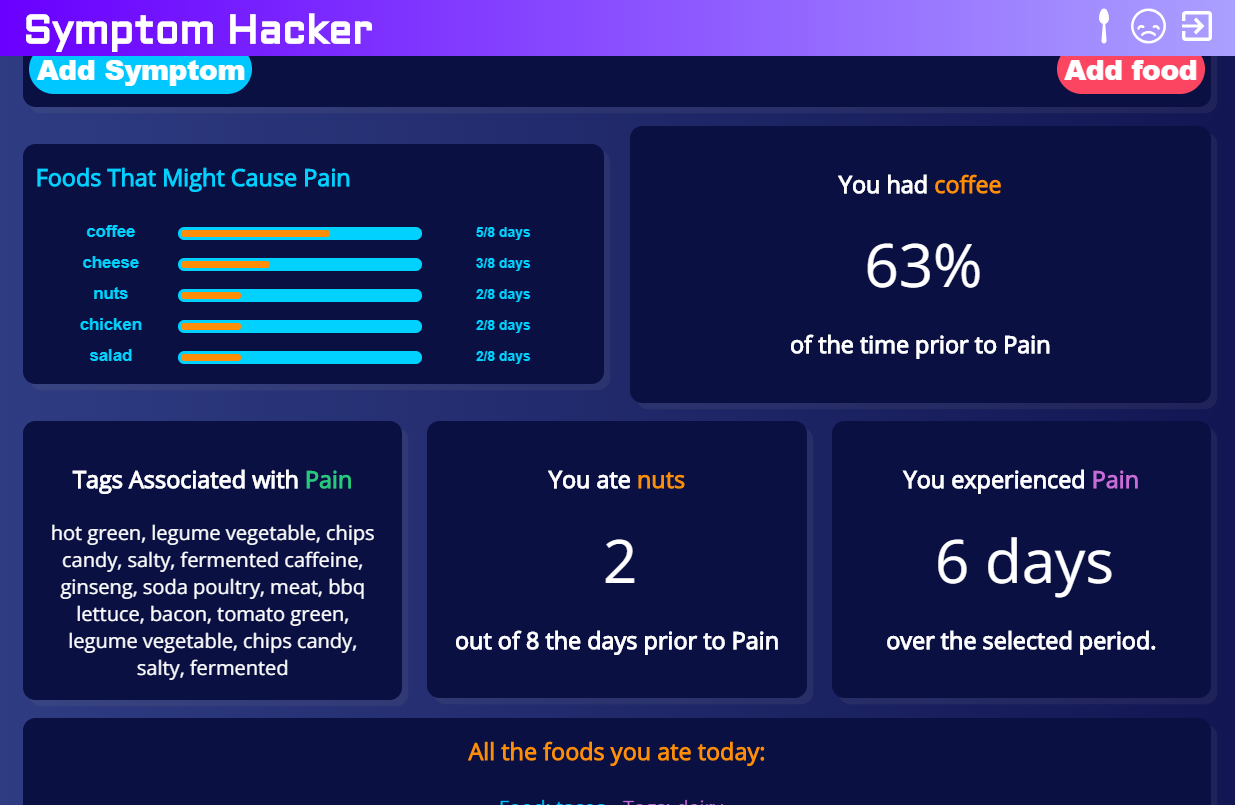 Symptom Hacker
Add Symptom
Add food
Foods That Might Cause Pain
coffee 5/8 days
cheese 3/8 days
nuts 2/8 days
chicken 2/8 days
salad 2/8 days
You had coffee
63%
of the time prior to Pain
Tags Associated with Pain
hot green, legume vegetable, chips
candy, salty, fermented caffeine,
ginseng, soda poultry, meat, bbq
lettuce, bacon, tomato green,
legume vegetable, chips candy,
salty, fermented
You ate nuts
2
out of 8 the days prior to Pain
You experienced Pain
6 days
over the selected period.
All the foods you ate today:
Food: tacos Tags: dairy